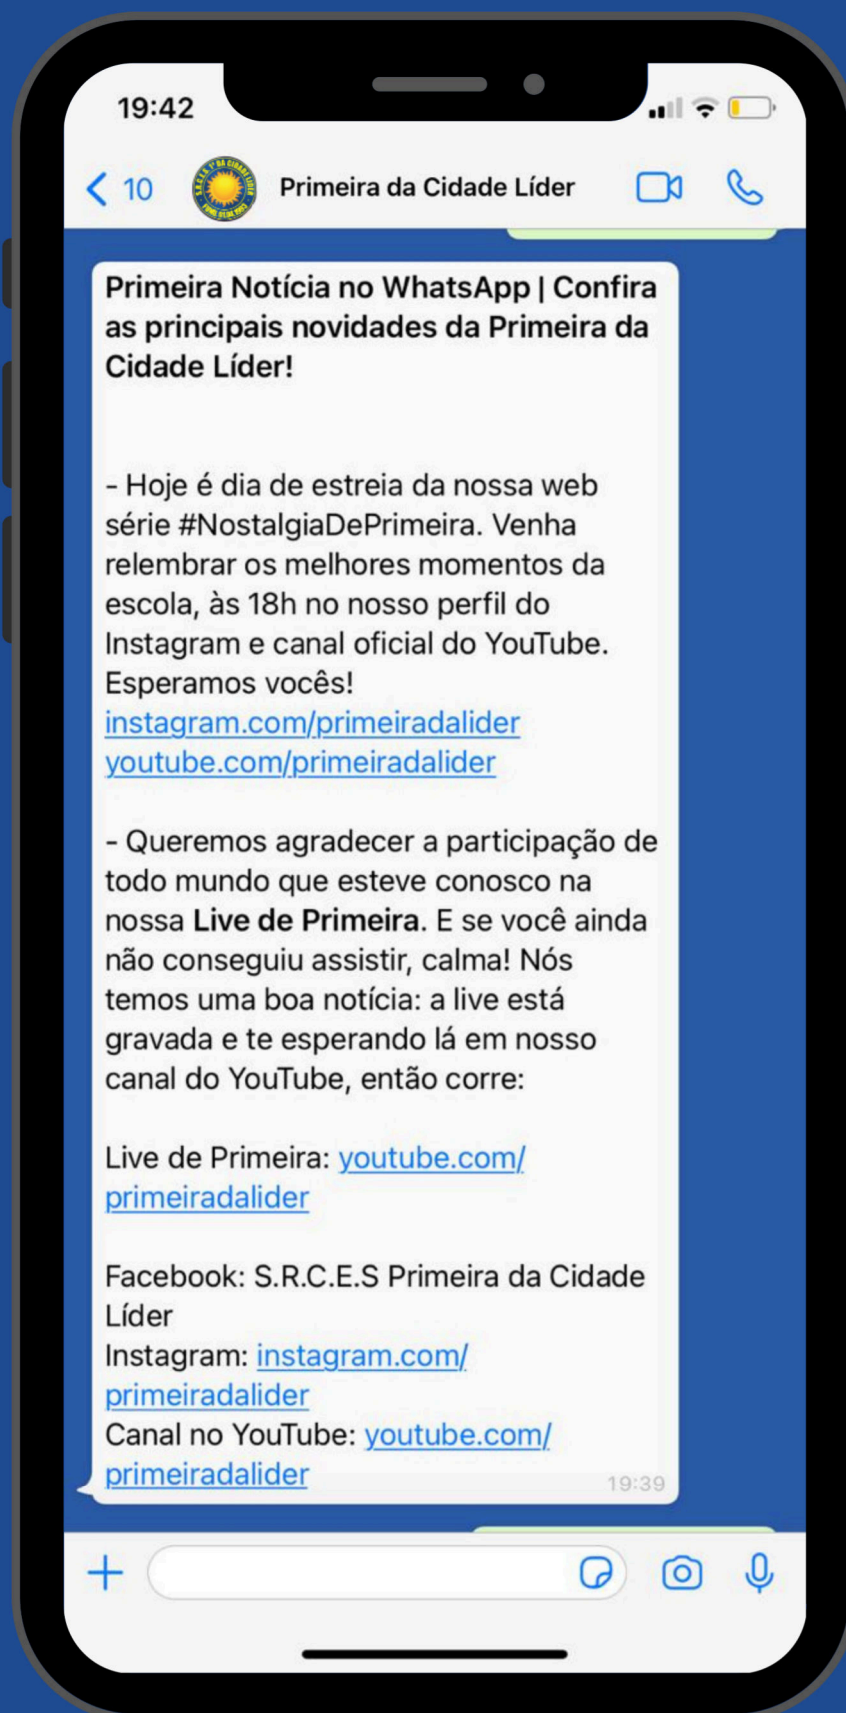 19:42
10
S.R.C.E.S. 1ª DA CIDADE LÍDER
Primeira da Cidade Líder
Primeira Notícia no WhatsApp | Confira
as principais novidades da Primeira da
Cidade Líder!
- Hoje é dia de estreia da nossa web
série #NostalgiaDePrimeira. Venha
relembrar os melhores momentos da
escola, às 18h no nosso perfil do
Instagram e canal oficial do YouTube.
Esperamos vocês!
instagram.com/primeiradalider
youtube.com/primeiradalider
- Queremos agradecer a participação de
todo mundo que esteve conosco na
nossa Live de Primeira. E se você ainda
não conseguiu assistir, calma! Nós
temos uma boa notícia: a live está
gravada e te esperando lá em nosso
canal do YouTube, então corre:
Live de Primeira: youtube.com/
primeiradalider
Facebook: S.R.C.E.S Primeira da Cidade
Líder
Instagram: instagram.com/
primeiradalider
Canal no YouTube: youtube.com/
primeiradalider
19:39